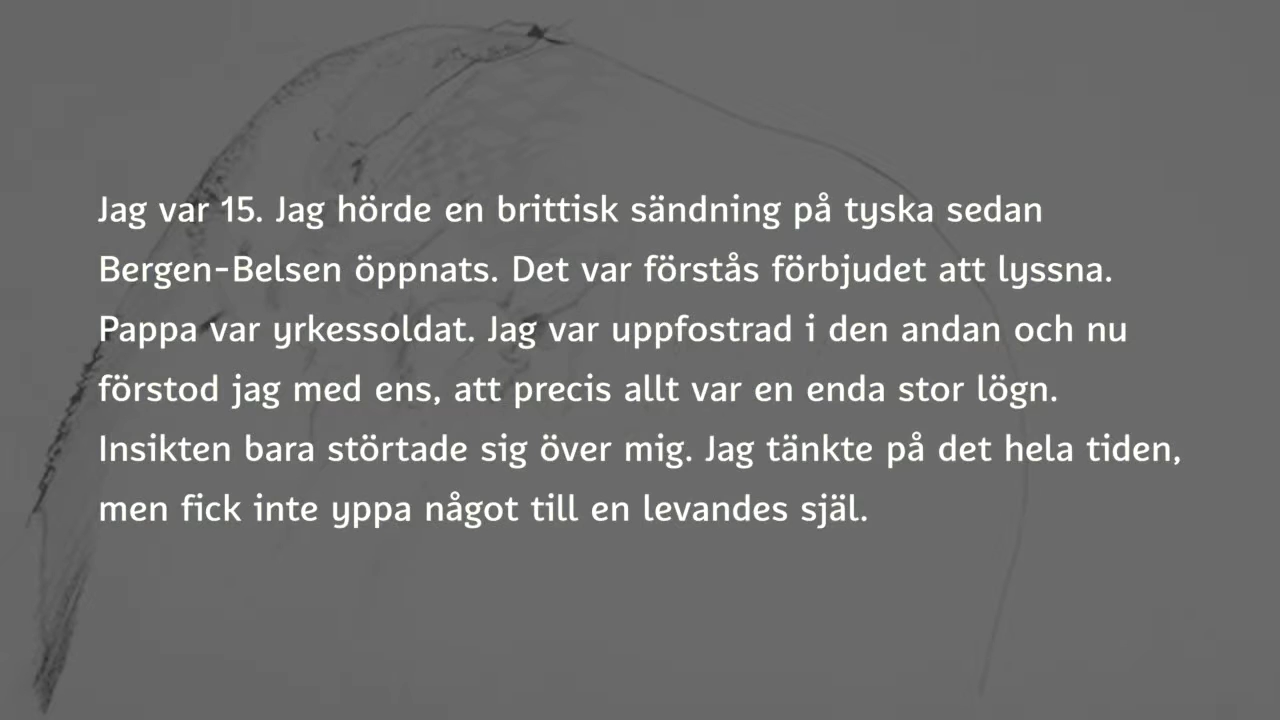 Jag var 15. Jag hörde en brittisk sändning på tyska sedan
Bergen-Belsen öppnats. Det var förstås förbjudet att lyssna.
Pappa var yrkessoldat. Jag var uppfostrad i den andan och nu
förstod jag med ens, att precis allt var en enda stor lögn.
Insikten bara störtade sig över mig. Jag tänkte på det hela tiden,
men fick inte yppa något till en levandes själ.